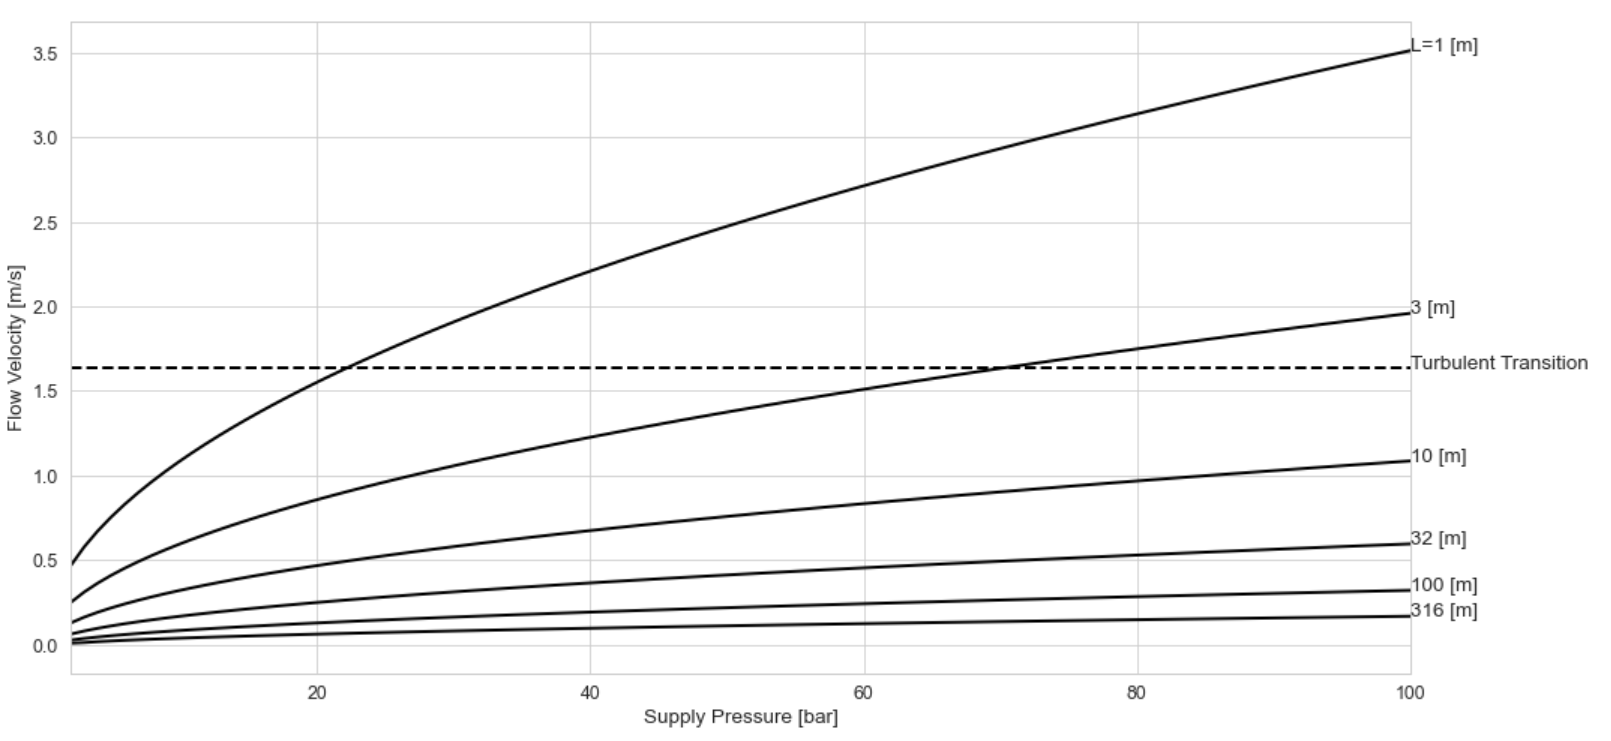 3.5
3.0
2.5
2.0
1.5
1.0
0.5
0.0
Flow Velocity [m/s]
L=1 [m]
3 [m]
Turbulent Transition
10 [m]
32 [m]
100 [m]
316 [m]
20 40 60 80 100
Supply Pressure [bar]